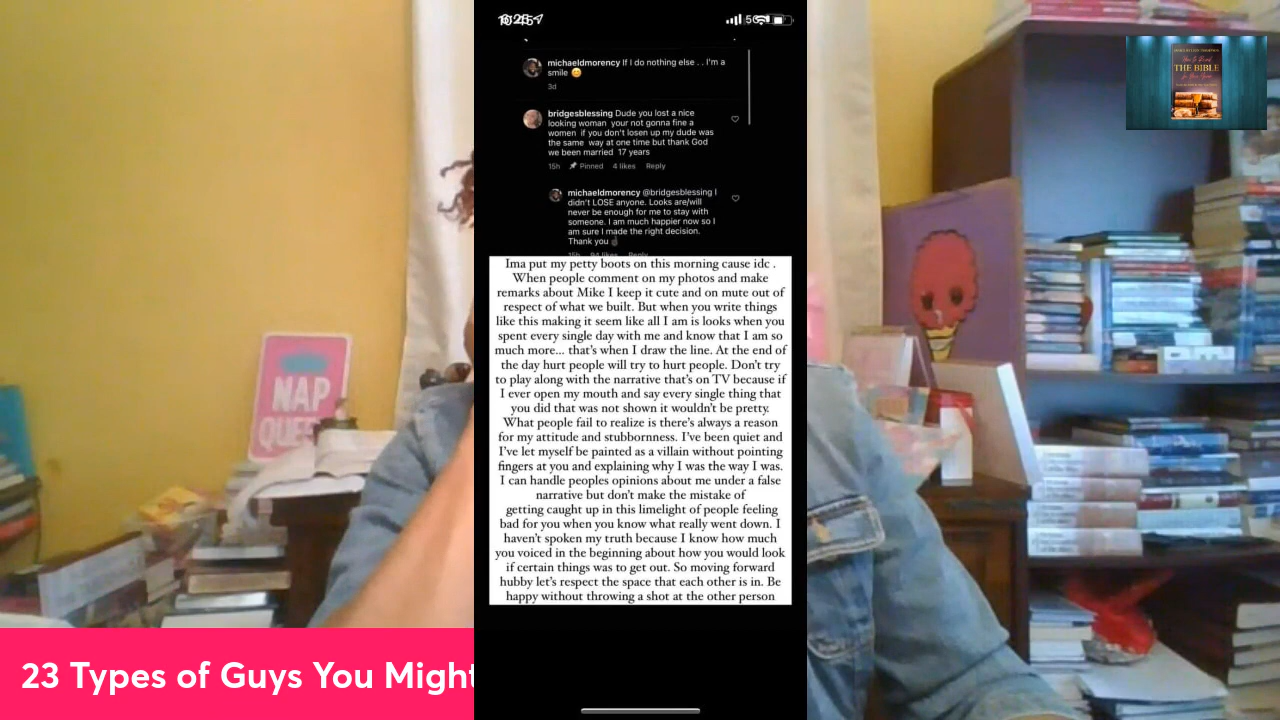 michaeldmorency If I do nothing else . . I'm a
smile 😊
3d
bridgesblessing Dude you lost a nice
looking woman your not gonna fine a
women if you don't losen up my dude was
the same way at one time but thank God
we been married 17 years
15h Pinned 4 likes Reply
michaeldmorency @bridgesblessing I
didn't LOSE anyone. Looks are/will
never be enough for me to stay with
someone. I am much happier now so I
am sure I made the right decision.
Thank you
15h 94 likes Reply
Ima put my petty boots on this morning cause idc .
When people comment on my photos and make
remarks about Mike I keep it cute and on mute out of
respect of what we built. But when you write things
like this making it seem like all I am is looks when you
spent every single day with me and know that I am so
much more... that's when I draw the line. At the end of
the day hurt people will try to hurt people. Don't try
to play along with the narrative that's on TV because if
I ever open my mouth and say every single thing that
you did that was not shown it wouldn't be pretty.
What people fail to realize is there's always a reason
for my attitude and stubbornness. I've been quiet and
I've let myself be painted as a villain without pointing
fingers at you and explaining why I was the way I was.
I can handle peoples opinions about me under a false
narrative but don't make the mistake of
getting caught up in this limelight of people feeling
bad for you when you know what really went down. I
haven't spoken my truth because I know how much
you voiced in the beginning about how you would look
if certain things was to get out. So moving forward
hubby let's respect the space that each other is in. Be
happy without throwing a shot at the other person
THE BIBLE
NAP
23 Types of Guys You Might